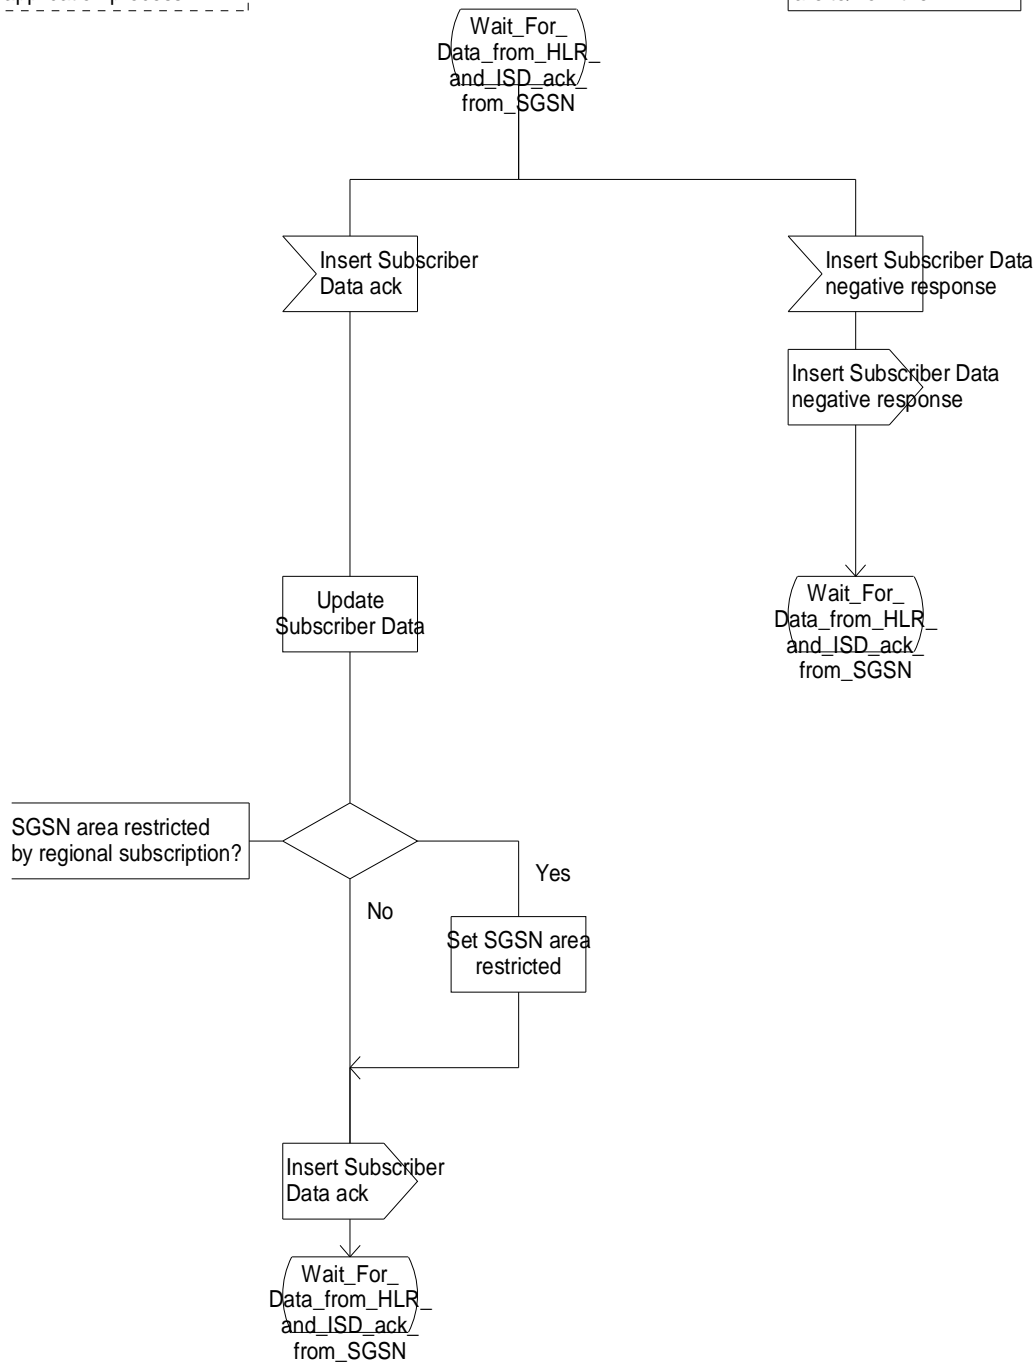 Wait_For_
Data_from_HLR_
and_ISD_ack_
from_SGSN
Insert Subscriber
Data ack
Insert Subscriber Data
negative response
Insert Subscriber Data
negative response
Update
Subscriber Data
Wait_For_
Data_from_HLR_
and_ISD_ack_
from_SGSN
SGSN area restricted
by regional subscription?
Yes
No
Set SGSN area
restricted
Insert Subscriber
Data ack
Wait_For_
Data_from_HLR_
and_ISD_ack_
from_SGSN